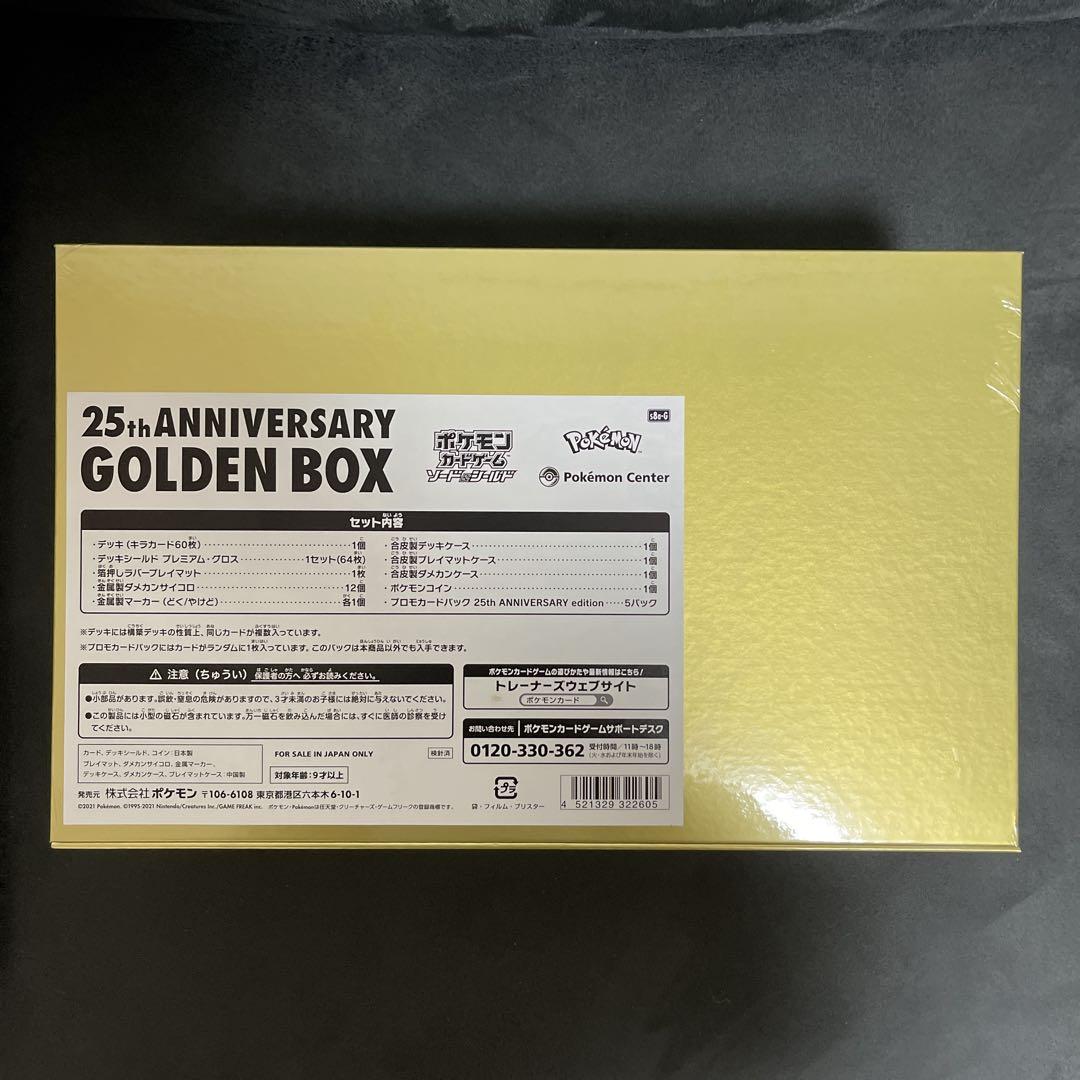 25th ANNIVERSARY
GOLDEN BOX
ポケモン
カードゲーム
ソード&シールド
s8a-G
Pokémon
Pokémon Center
セット内容
・デッキ (キラカード60枚)……1個
・デッキシールド プレミアム・グロス……1セット(64枚)
・箔押しラバープレイマット……1枚
・金属製ダメカンサイコロ……12個
・金属製マーカー (どく/やけど)……各1個
・合皮製デッキケース……1個
・合皮製プレイマットケース……1個
・合皮製ダメカンケース……1個
・ポケモンコイン……1個
・プロモカードパック 25th ANNIVERSARY edition……5パック
※デッキには構築デッキの性質上、同じカードが複数入っています。
※プロモカードパックにはカードがランダムに1枚入っています。このパックは本商品以外でも入手できます。
⚠ 注意（ちゅうい）保護者の方へ 必ずお読みください。
●小部品があります。誤飲・窒息の危険がありますので、3才未満のお子様には絶対に与えないでください。
●この製品には小型の磁石が含まれています。万一磁石を飲み込んだ場合には、すぐに医師の診察を受け
てください。
ポケモンカードゲームの遊びかたや最新情報はこちら!
トレーナーズウェブサイト
ポケモンカード
お問い合わせ先 ポケモンカードゲームサポートデスク
0120-330-362 受付時間／11時〜18時
(火・水および年末年始を除く)
カード、デッキシールド、コイン：日本製
プレイマット、ダメカンサイコロ、金属マーカー、
デッキケース、ダメカンケース、プレイマットケース：中国製
FOR SALE IN JAPAN ONLY
検針済
対象年齢：9才以上
発売元 株式会社 ポケモン 〒106-6108 東京都港区六本木6-10-1
©2021 Pokémon. ©1995-2021 Nintendo/Creatures Inc./GAME FREAK inc. ポケモン・Pokémonは任天堂・クリーチャーズ・ゲームフリークの登録商標です。
プラ
袋・フィルム・ブリスター
4 521329 322605